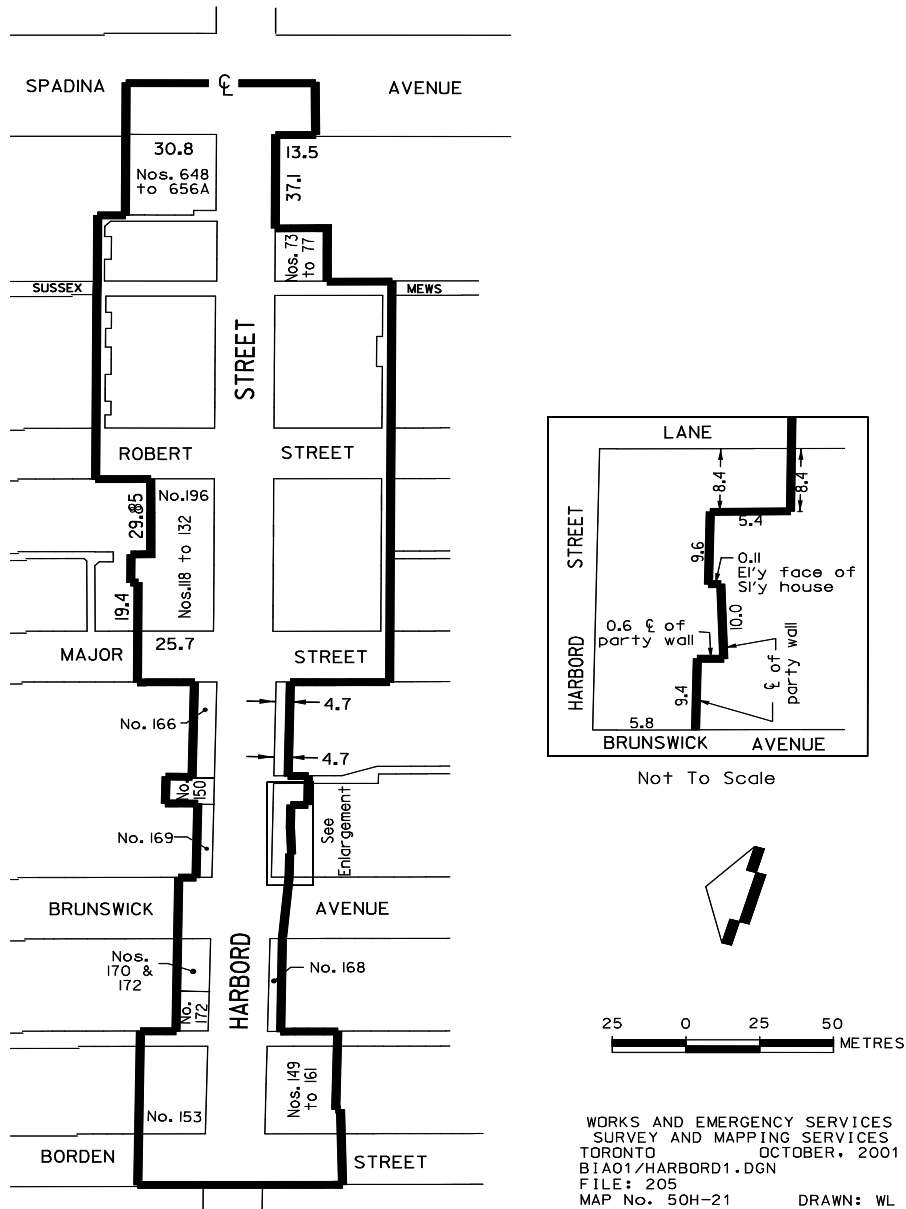 SPADINA
℄
AVENUE
30.8
Nos. 648
to 656A
13.5
37.1
Nos. 73
to 77
SUSSEX
MEWS
STREET
ROBERT
STREET
No.196
Nos.118 to 132
19.4
25.7
MAJOR
STREET
No. 166
4.7
4.7
No.
150
No. 169
See
Enlargement
BRUNSWICK
AVENUE
HARBORD
Nos.
170 &
172
No.
172
No. 168
Nos. 149
to 161
No. 153
BORDEN
STREET
LANE
STREET
HARBORD
8.4
8.4
5.4
9.6
0.11
El'y face of
Sl'y house
10.0
0.6 ℄ of
party wall
℄ of
party wall
9.4
5.8
BRUNSWICK
AVENUE
Not To Scale
25 0 25 50
METRES
WORKS AND EMERGENCY SERVICES
SURVEY AND MAPPING SERVICES
TORONTO OCTOBER, 2001
BIA01/HARBORD1.DGN
FILE: 205
MAP No. 50H-21 DRAWN: WL